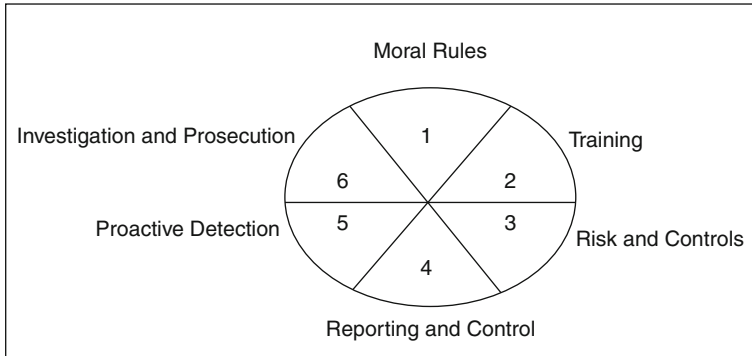 Moral Rules
Investigation and Prosecution
1
Training
6
2
Proactive Detection
5
3
Risk and Controls
4
Reporting and Control